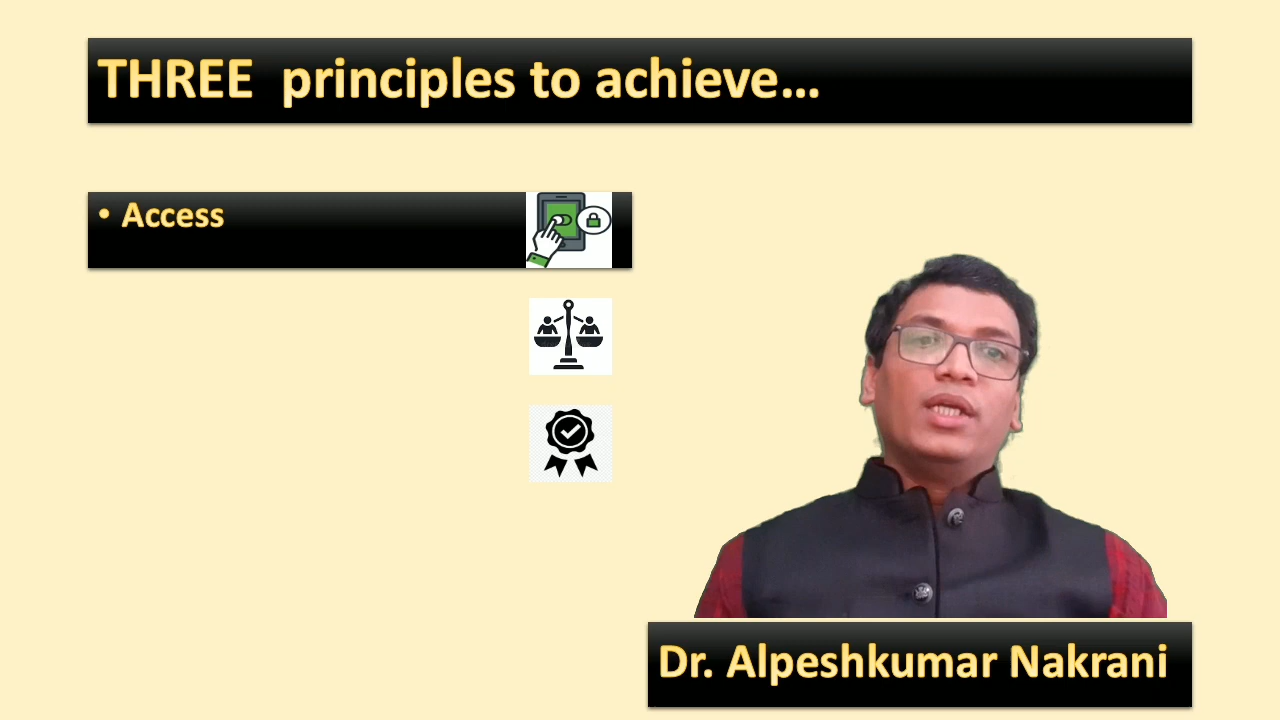 THREE  principles to achieve...
• Access
Dr. Alpeshkumar Nakrani